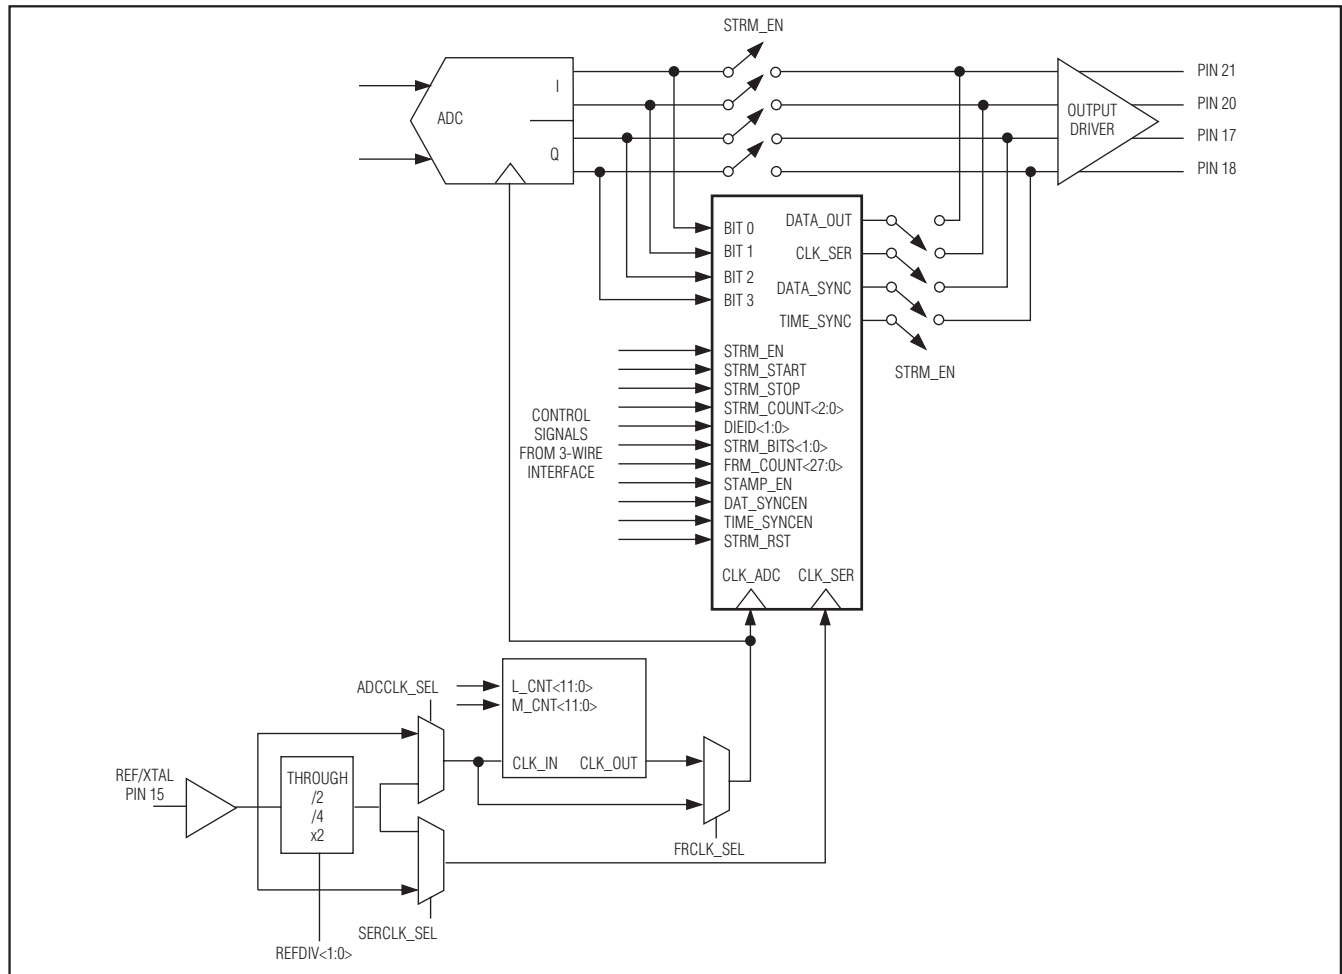 STRM_EN
I
ADC
Q
OUTPUT
DRIVER
PIN 21
PIN 20
PIN 17
PIN 18
BIT 0
BIT 1
BIT 2
BIT 3
DATA_OUT
CLK_SER
DATA_SYNC
TIME_SYNC
STRM_EN
CONTROL
SIGNALS
FROM 3-WIRE
INTERFACE
STRM_EN
STRM_START
STRM_STOP
STRM_COUNT<2:0>
DIEID<1:0>
STRM_BITS<1:0>
FRM_COUNT<27:0>
STAMP_EN
DAT_SYNCEN
TIME_SYNCEN
STRM_RST
CLK_ADC
CLK_SER
ADCCLK_SEL
L_CNT<11:0>
M_CNT<11:0>
CLK_IN
CLK_OUT
REF/XTAL
PIN 15
THROUGH
/2
/4
x2
FRCLK_SEL
SERCLK_SEL
REFDIV<1:0>